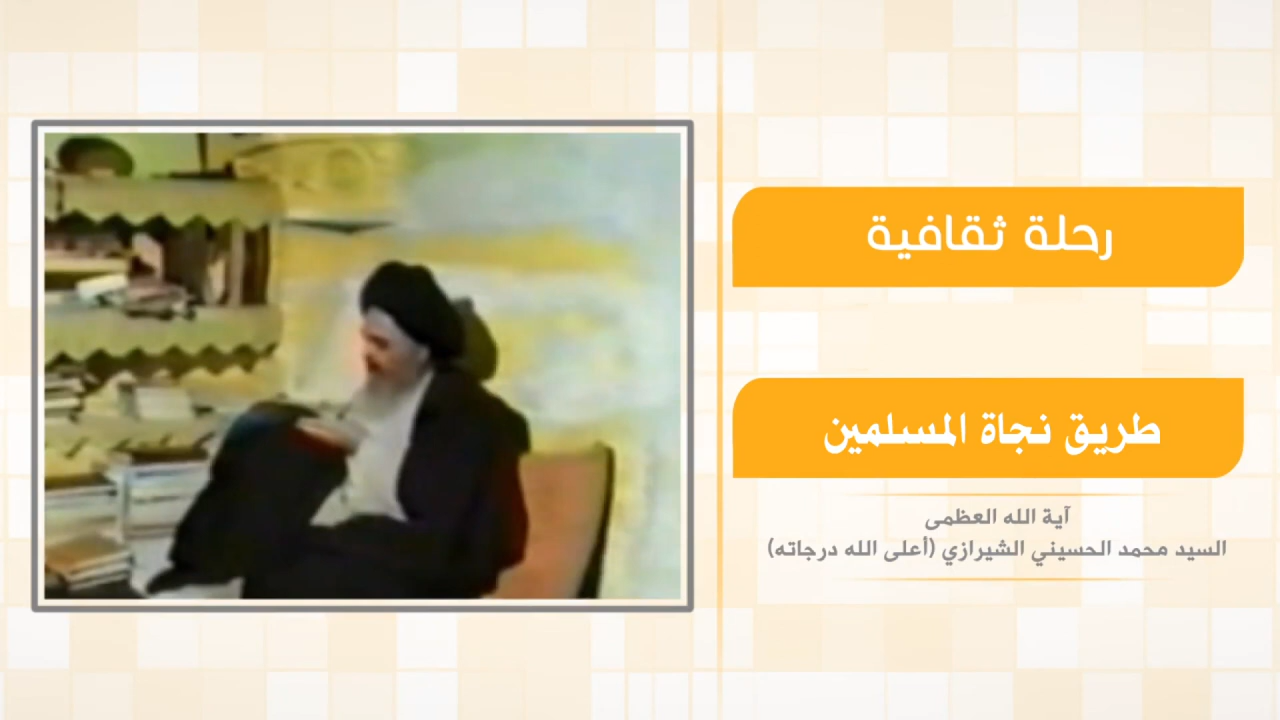 رحلة ثقافية
طريق نجاة المسلمين
آية الله العظمى
السيد محمد الحسيني الشيرازي (أعلى الله درجاته)